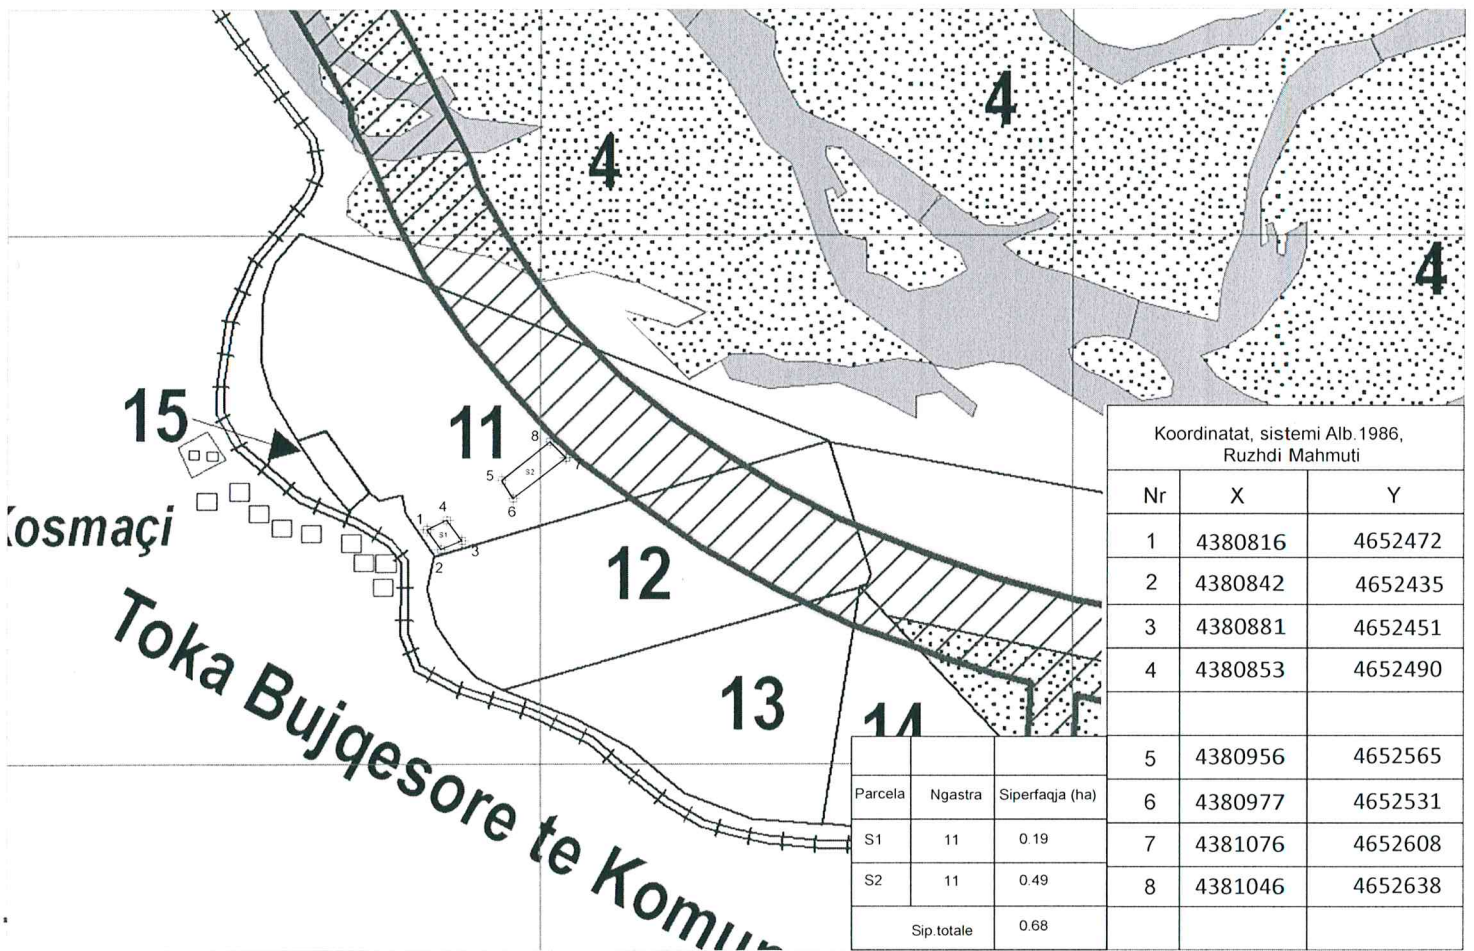 4
4
4
15
11
8
7
5
S2
6
4
1
S1
3
2
12
13
14
Toka Bujqesore te
Koordinatat, sistemi Alb.1986,
Ruzhdi Mahmuti
Nr X Y
1 4380816 4652472
2 4380842 4652435
3 4380881 4652451
4 4380853 4652490
5 4380956 4652565
6 4380977 4652531
7 4381076 4652608
8 4381046 4652638
Parcela Ngastra Siperfaqja (ha)
S1 11 0.19
S2 11 0.49
Sip.totale 0.68